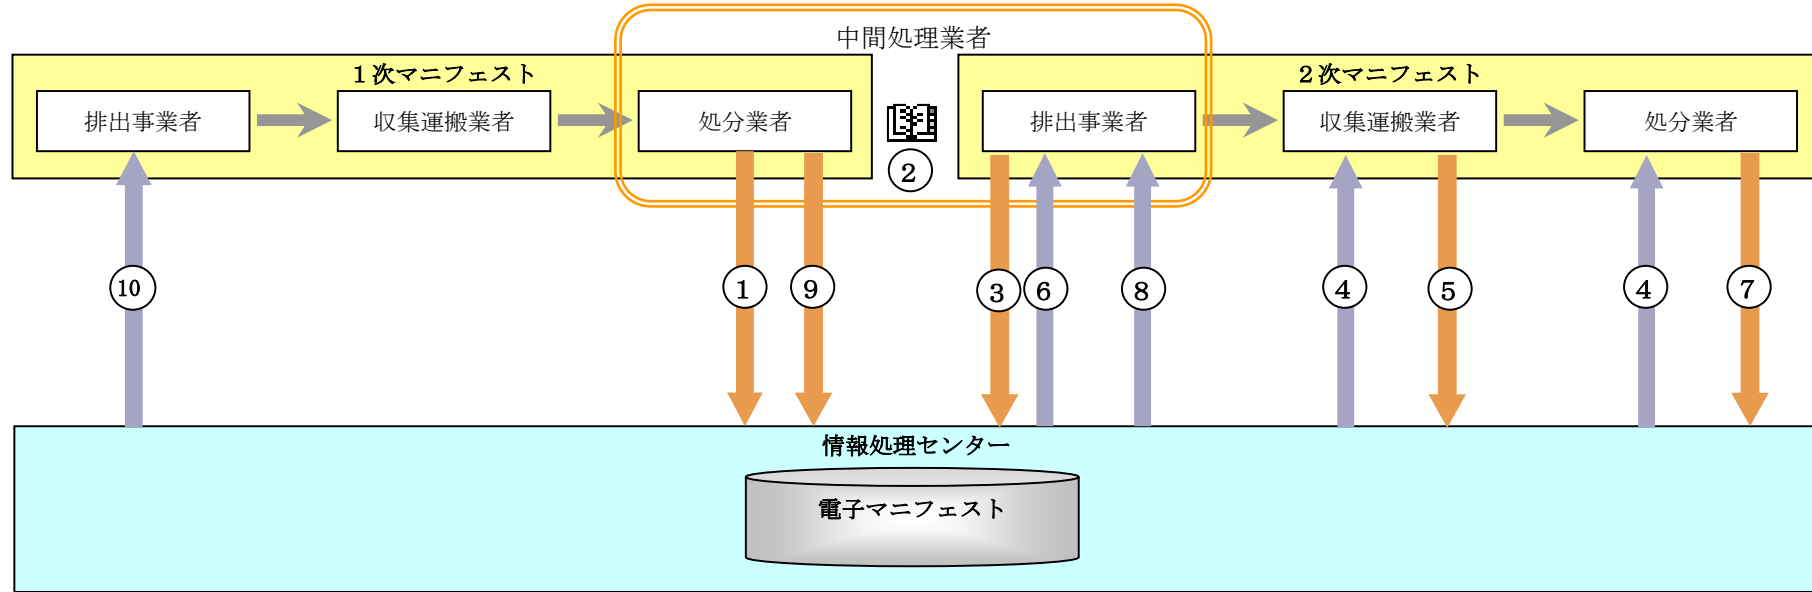 中間処理業者
1次マニフェスト
2次マニフェスト
排出事業者
収集運搬業者
処分業者
排出事業者
収集運搬業者
処分業者
②
⑩
①
⑨
③
⑥
⑧
④
⑤
④
⑦
情報処理センター
電子マニフェスト